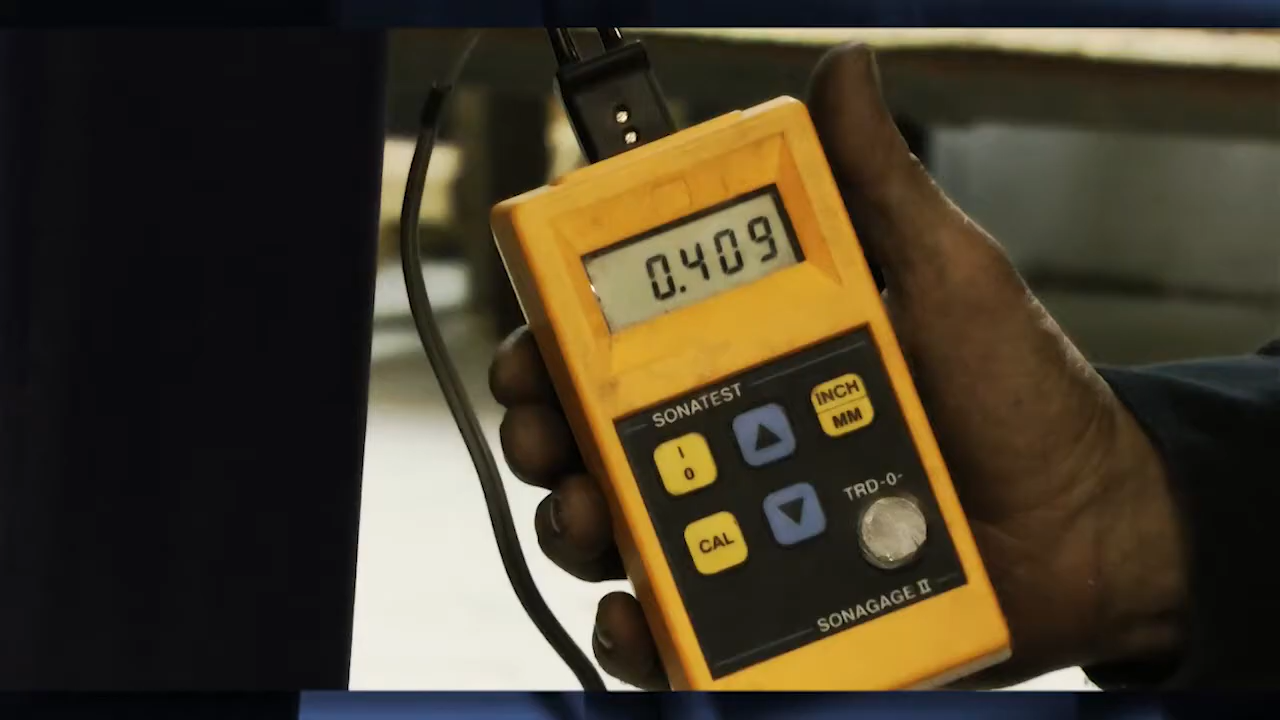 0.409
SONATEST
INCH
MM
I
0
CAL
TRD-0-
SONAGAGE II